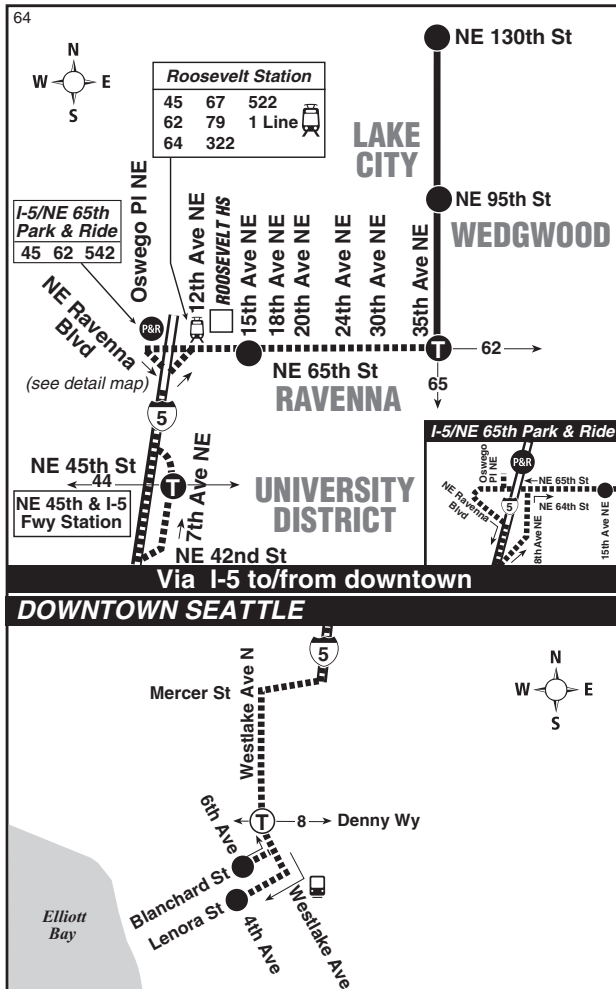 64
N
W E
S
NE 130th St
Roosevelt Station
45 67 522
62 79 1 Line
64 322
LAKE
CITY
NE 95th St
WEDGWOOD
I-5/NE 65th
Park & Ride
45 62 542
Oswego Pl NE
12th Ave NE
ROOSEVELT HS
15th Ave NE
18th Ave NE
20th Ave NE
24th Ave NE
30th Ave NE
35th Ave NE
P&R
NE Ravenna
Blvd
(see detail map)
T
62
65
NE 65th St
RAVENNA
5
NE 45th St
44
T
NE 45th & I-5
Fwy Station
7th Ave NE
UNIVERSITY
DISTRICT
NE 42nd St
I-5/NE 65th Park & Ride
Oswego
Pl NE
P&R
NE 65th St
NE 64th St
NE Ravenna
Blvd
5
8th Ave NE
15th Ave NE
Via I-5 to/from downtown
DOWNTOWN SEATTLE
5
N
W E
S
Mercer St
Westlake Ave N
T
8
Denny Wy
6th Ave
Blanchard St
Lenora St
4th Ave
Westlake Ave
Elliott
Bay